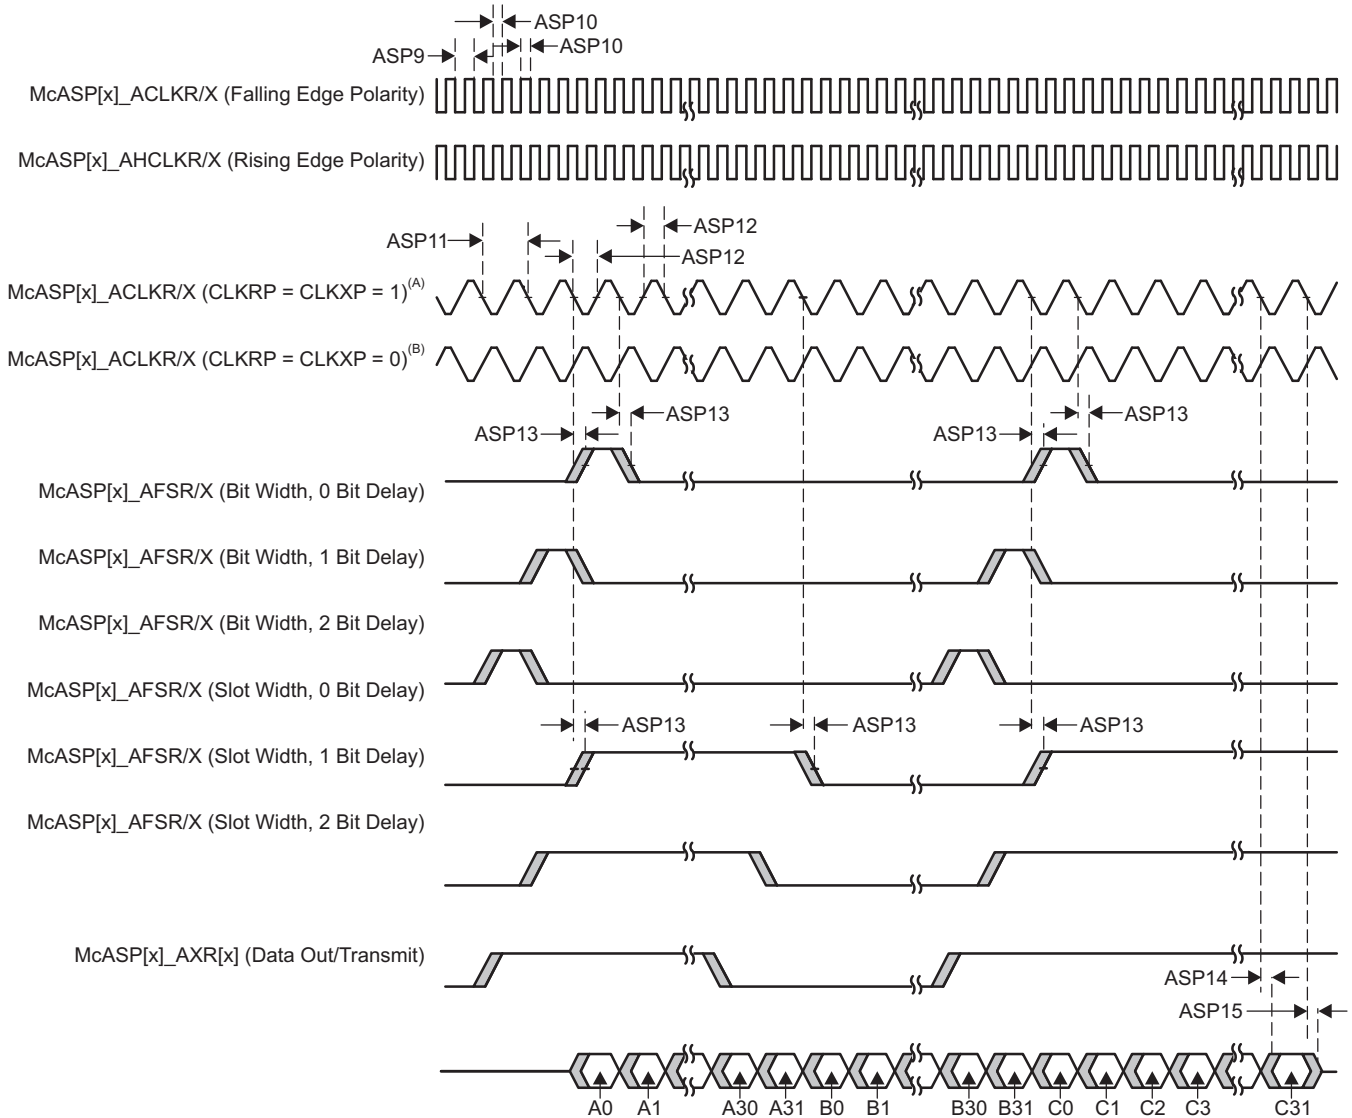 ASP10
ASP10
ASP9
McASP[x]_ACLKR/X (Falling Edge Polarity)
McASP[x]_AHCLKR/X (Rising Edge Polarity)
ASP12
ASP11
ASP12
McASP[x]_ACLKR/X (CLKRP = CLKXP = 1)(A)
McASP[x]_ACLKR/X (CLKRP = CLKXP = 0)(B)
ASP13 ASP13
ASP13 ASP13
McASP[x]_AFSR/X (Bit Width, 0 Bit Delay)
McASP[x]_AFSR/X (Bit Width, 1 Bit Delay)
McASP[x]_AFSR/X (Bit Width, 2 Bit Delay)
McASP[x]_AFSR/X (Slot Width, 0 Bit Delay)
ASP13 ASP13 ASP13
McASP[x]_AFSR/X (Slot Width, 1 Bit Delay)
McASP[x]_AFSR/X (Slot Width, 2 Bit Delay)
McASP[x]_AXR[x] (Data Out/Transmit)
ASP14
ASP15
A0 A1 A30 A31 B0 B1 B30 B31 C0 C1 C2 C3 C31